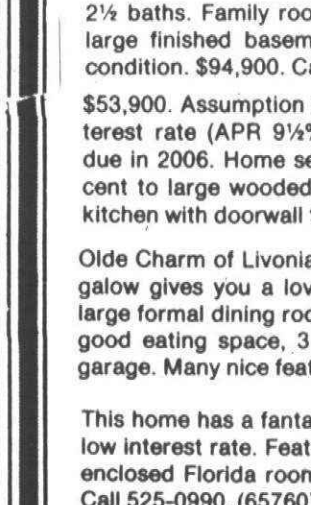 2½ baths. Family roo
large finished basem
condition. $94,900. Ca
$53,900. Assumption
terest rate (APR 9½%
due in 2006. Home se
cent to large wooded
kitchen with doorwall
Olde Charm of Livonia
galow gives you a lov
large formal dining roo
good eating space, 3
garage. Many nice feat
This home has a fanta
low interest rate. Feat
enclosed Florida room
Call 525-0990. (65760)